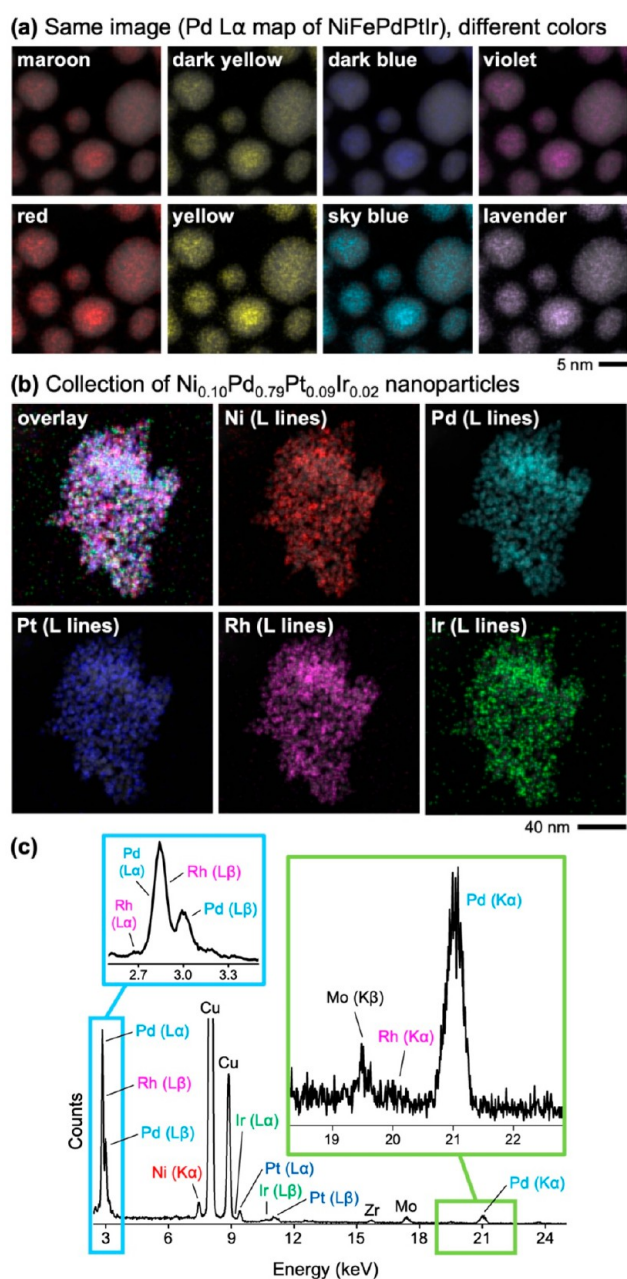 (a) Same image (Pd Lα map of NiFePdPtIr), different colors
maroon
dark yellow
dark blue
violet
red
yellow
sky blue
lavender
5 nm
(b) Collection of Ni0.10Pd0.79Pt0.09Ir0.02 nanoparticles
overlay
Ni (L lines)
Pd (L lines)
Pt (L lines)
Rh (L lines)
Ir (L lines)
40 nm
(c)
Pd
(Lα)
Rh (Lβ)
Rh
(Lα)
Pd (Lβ)
2.7
3.0
3.3
Pd (Kα)
Mo (Kβ)
Rh (Kα)
19
20
21
22
Counts
Pd (Lα)
Rh (Lβ)
Pd (Lβ)
Ni (Kα)
Cu
Cu
Ir (Lα)
Pt (Lα)
Ir (Lβ)
Pt (Lβ)
Zr
Mo
Pd (Kα)
3
6
9
12
15
18
21
24
Energy (keV)